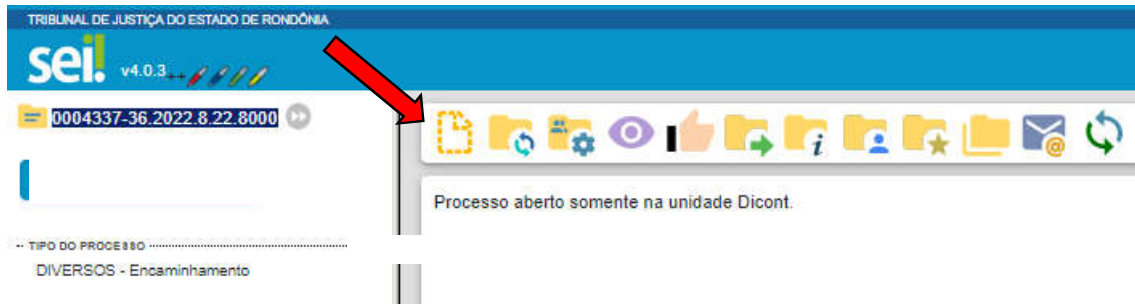 TRIBUNAL DE JUSTIÇA DO ESTADO DE RONDÔNIA
sei! v4.0.3
0004337-36.2022.8.22.8000
Processo aberto somente na unidade Dicont.
TIPO DO PROCESSO
DIVERSOS - Encaminhamento